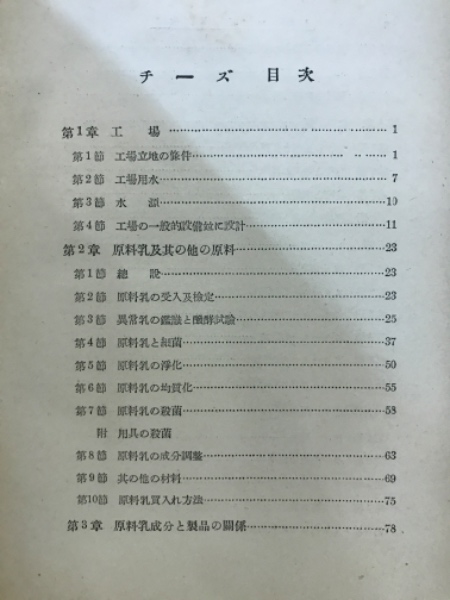 チーズ 目次
第1章 工場 1
第1節 工場立地の條件 1
第2節 工場用水 7
第3節 水源 10
第4節 工場の一般的設備並に設計 11
第2章 原料乳及其の他の原料 23
第1節 總說 23
第2節 原料乳の受入及檢定 23
第3節 異常乳の鑑識と醱酵試驗 25
第4節 原料乳と細菌 37
第5節 原料乳の淨化 50
第6節 原料乳の均質化 55
第7節 原料乳の殺菌 58
附 用具の殺菌
第8節 原料乳の成分調整 63
第9節 其の他の材料 69
第10節 原料乳買入れ方法 75
第3章 原料乳成分と製品の關係 78